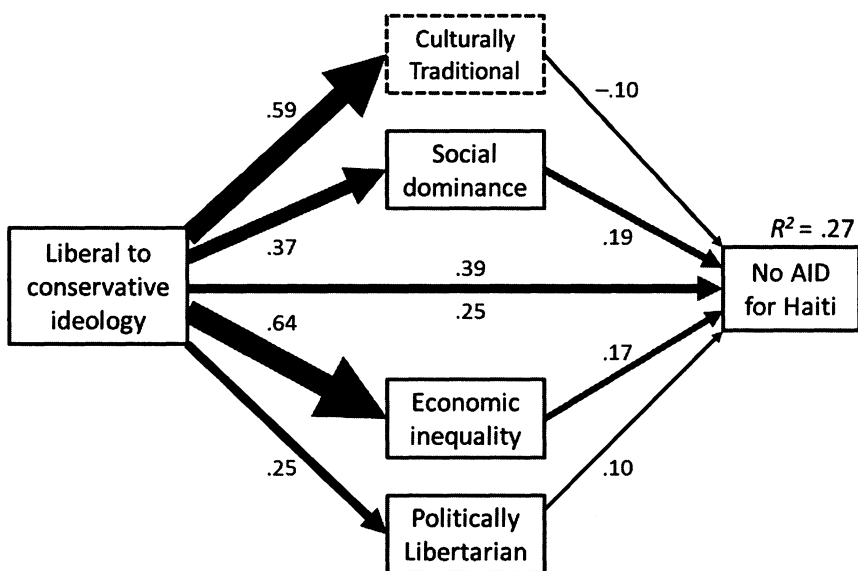 Culturally
Traditional
–.10
.59
Social
dominance
.37
.19
R² = .27
Liberal to
conservative
ideology
.39
.25
No AID
for Haiti
.64
.17
Economic
inequality
.25
.10
Politically
Libertarian